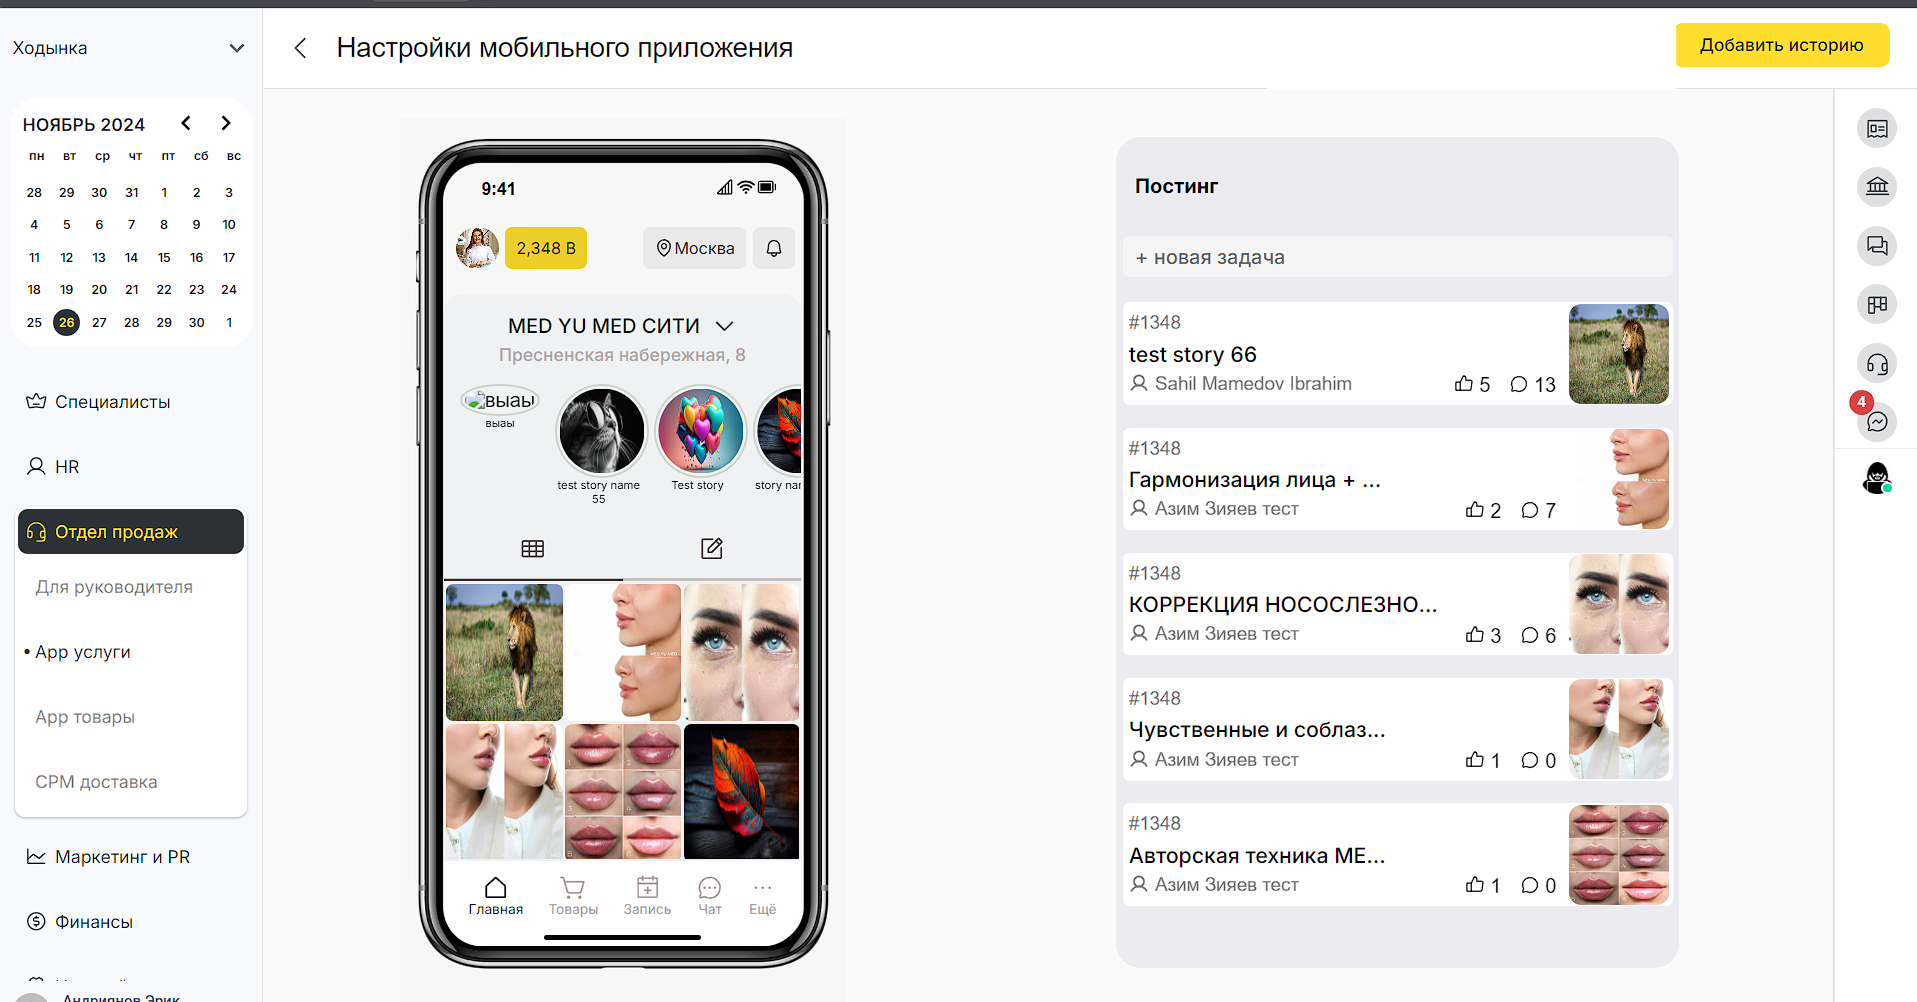 Ходынка
Настройки мобильного приложения
Добавить историю
НОЯБРЬ 2024
пн вт ср чт пт сб вс
28 29 30 31 1 2 3
4 5 6 7 8 9 10
11 12 13 14 15 16 17
18 19 20 21 22 23 24
25 26 27 28 29 30 1
Специалисты
HR
Отдел продаж
Для руководителя
• App услуги
App товары
СРМ доставка
Маркетинг и PR
Финансы
Андриянов Эрик
9:41
2,348 B
Москва
MED YU MED СИТИ
Пресненская набережная, 8
выаы
выаы
test story name
55
Test story
story nar
Главная
Товары
Запись
Чат
Ещё
Постинг
+ новая задача
#1348
test story 66
Sahil Mamedov Ibrahim
5 13
#1348
Гармонизация лица + ...
Азим Зияев тест
2 7
#1348
КОРРЕКЦИЯ НОСОСЛЕЗНО...
Азим Зияев тест
3 6
#1348
Чувственные и соблаз...
Азим Зияев тест
1 0
#1348
Авторская техника ME...
Азим Зияев тест
1 0
4